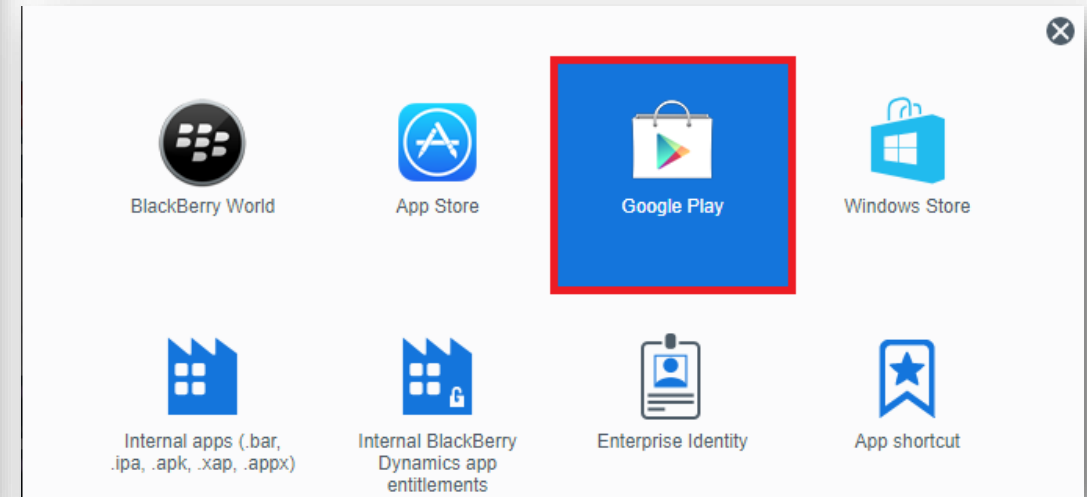 BlackBerry World
App Store
Google Play
Windows Store
Internal apps (.bar,
.ipa, .apk, .xap, .appx)
Internal BlackBerry
Dynamics app
entitlements
Enterprise Identity
App shortcut